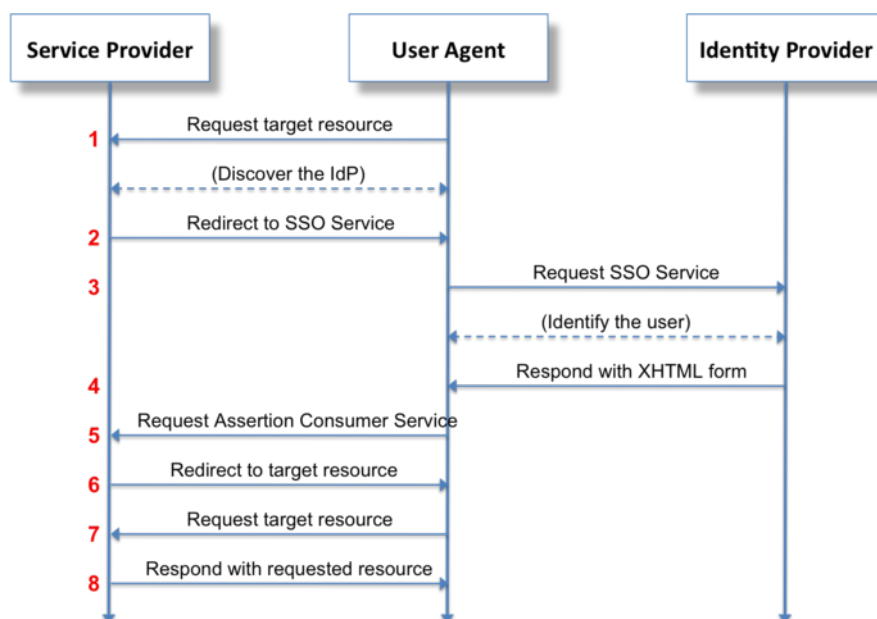 Service Provider
User Agent
Identity Provider
1
Request target resource
(Discover the IdP)
2
Redirect to SSO Service
3
Request SSO Service
(Identify the user)
4
Respond with XHTML form
5
Request Assertion Consumer Service
6
Redirect to target resource
7
Request target resource
8
Respond with requested resource